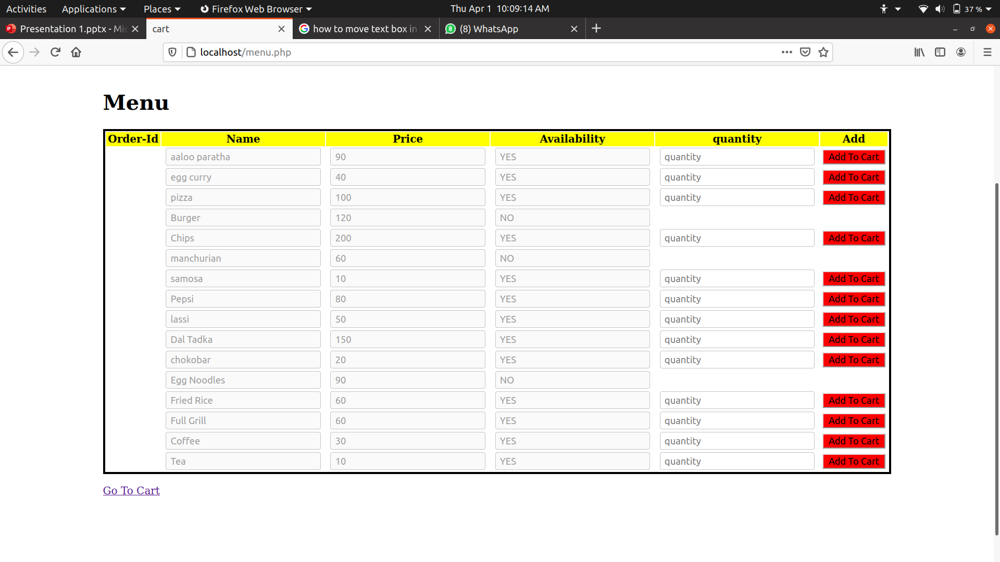 Activities Applications Places Firefox Web Browser Thu Apr 1 10:09:14 AM 37 %
Presentation 1.pptx - Mic cart how to move text box in (8) WhatsApp
localhost/menu.php
Menu
Order-Id Name Price Availability quantity Add
aaloo paratha 90 YES quantity Add To Cart
egg curry 40 YES quantity Add To Cart
pizza 100 YES quantity Add To Cart
Burger 120 NO
Chips 200 YES quantity Add To Cart
manchurian 60 NO
samosa 10 YES quantity Add To Cart
Pepsi 80 YES quantity Add To Cart
lassi 50 YES quantity Add To Cart
Dal Tadka 150 YES quantity Add To Cart
chokobar 20 YES quantity Add To Cart
Egg Noodles 90 NO
Fried Rice 60 YES quantity Add To Cart
Full Grill 60 YES quantity Add To Cart
Coffee 30 YES quantity Add To Cart
Tea 10 YES quantity Add To Cart
Go To Cart